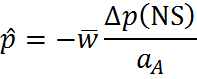 p̂ = −w̅ Δp(NS)/a_A